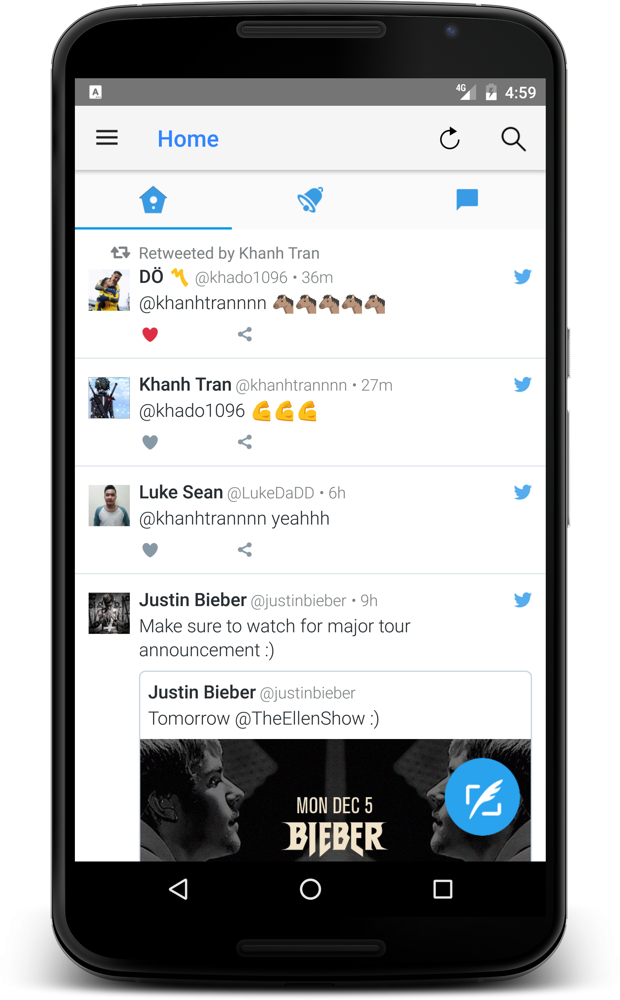 4G 4:59
Home
Retweeted by Khanh Tran
DÖ 〽️ @khado1096 • 36m
@khanhtrannnn 🐴🐴🐴🐴🐴
Khanh Tran @khanhtrannnn • 27m
@khado1096 💪💪💪
Luke Sean @LukeDaDD • 6h
@khanhtrannnn yeahhh
Justin Bieber @justinbieber • 9h
Make sure to watch for major tour
announcement :)
Justin Bieber @justinbieber
Tomorrow @TheEllenShow :)
MON DEC 5
BIEBER